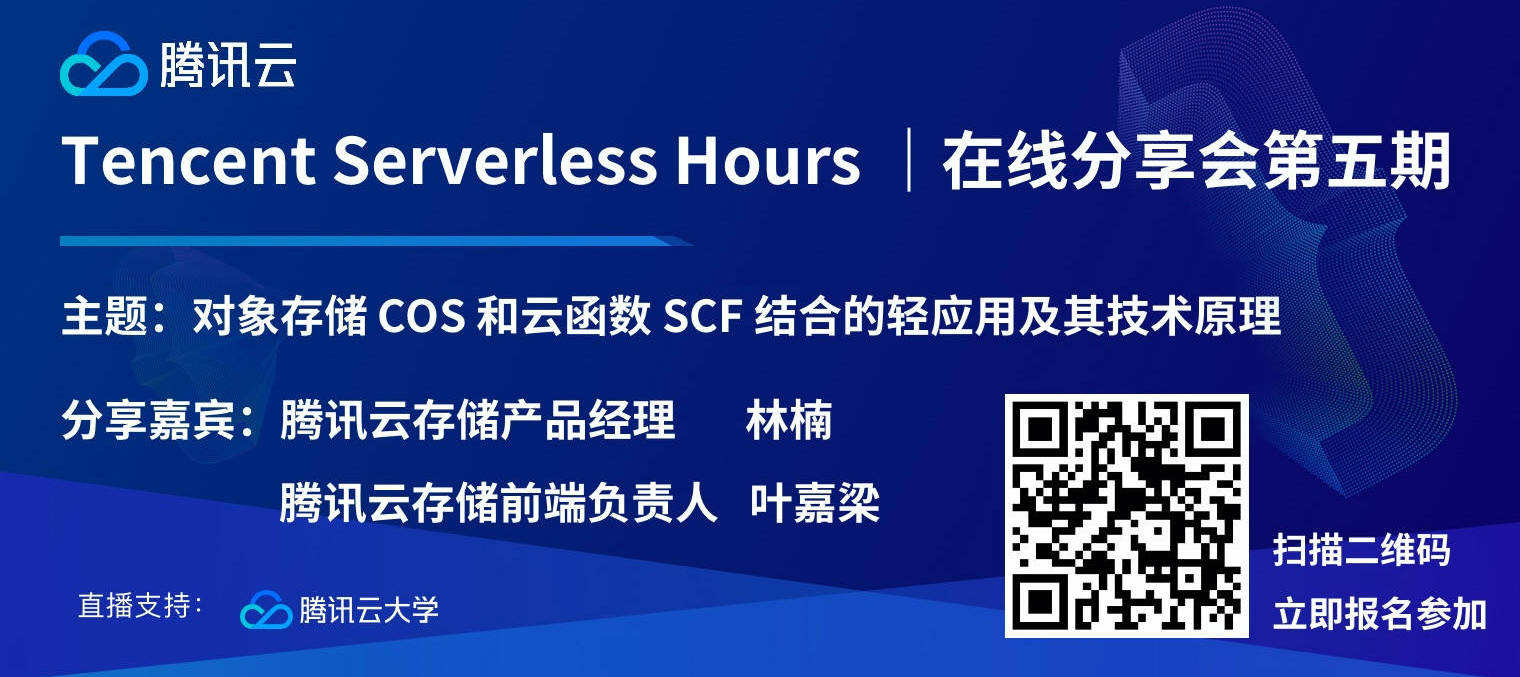 腾讯云
Tencent Serverless Hours | 在线分享会第五期
主题：对象存储 COS 和云函数 SCF 结合的轻应用及其技术原理
分享嘉宾：腾讯云存储产品经理 林楠
腾讯云存储前端负责人 叶嘉梁
扫描二维码
立即报名参加
直播支持： 腾讯云大学